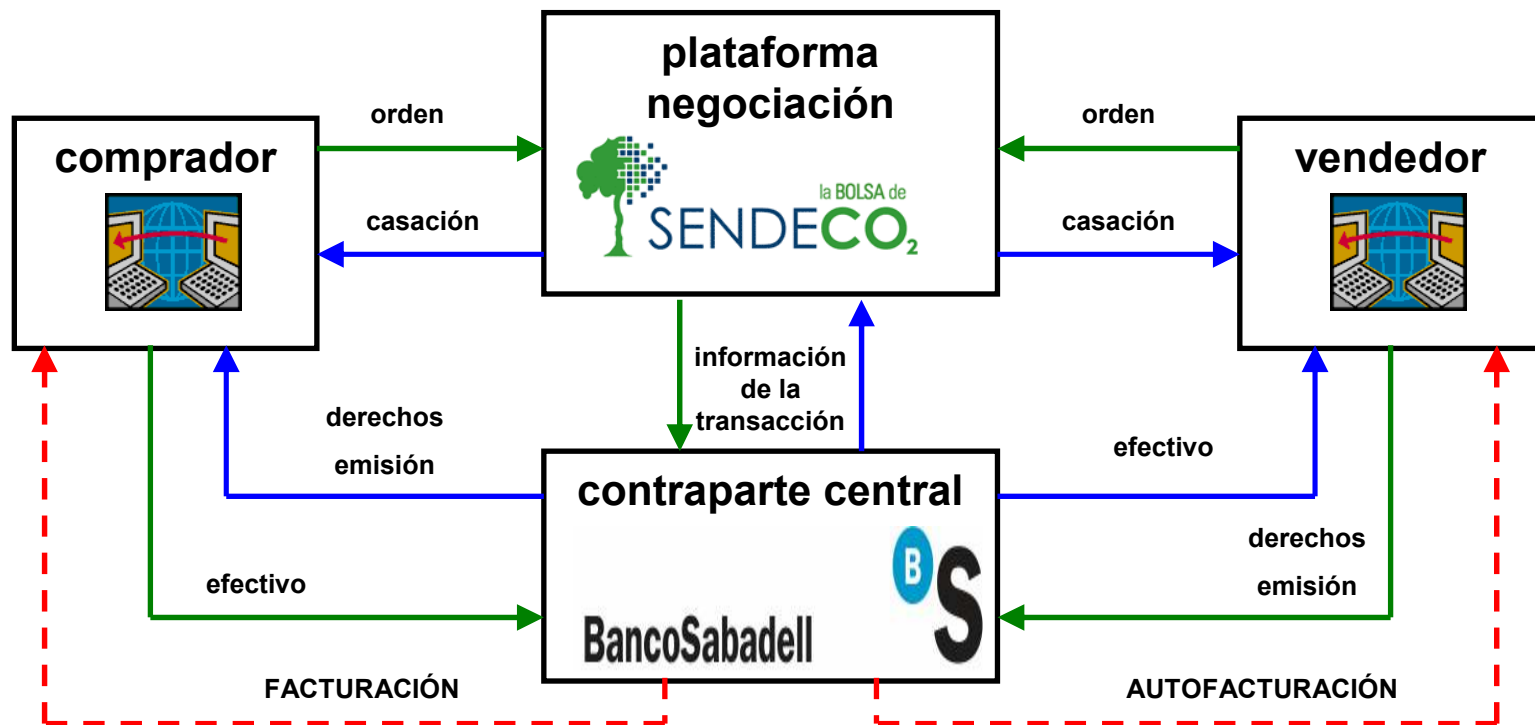 plataforma
negociación
la BOLSA de
SENDECO₂
orden
orden
comprador
vendedor
casación
casación
información
de la
transacción
derechos
emisión
efectivo
contraparte central
B
S
BancoSabadell
efectivo
derechos
emisión
FACTURACIÓN
AUTOFACTURACIÓN